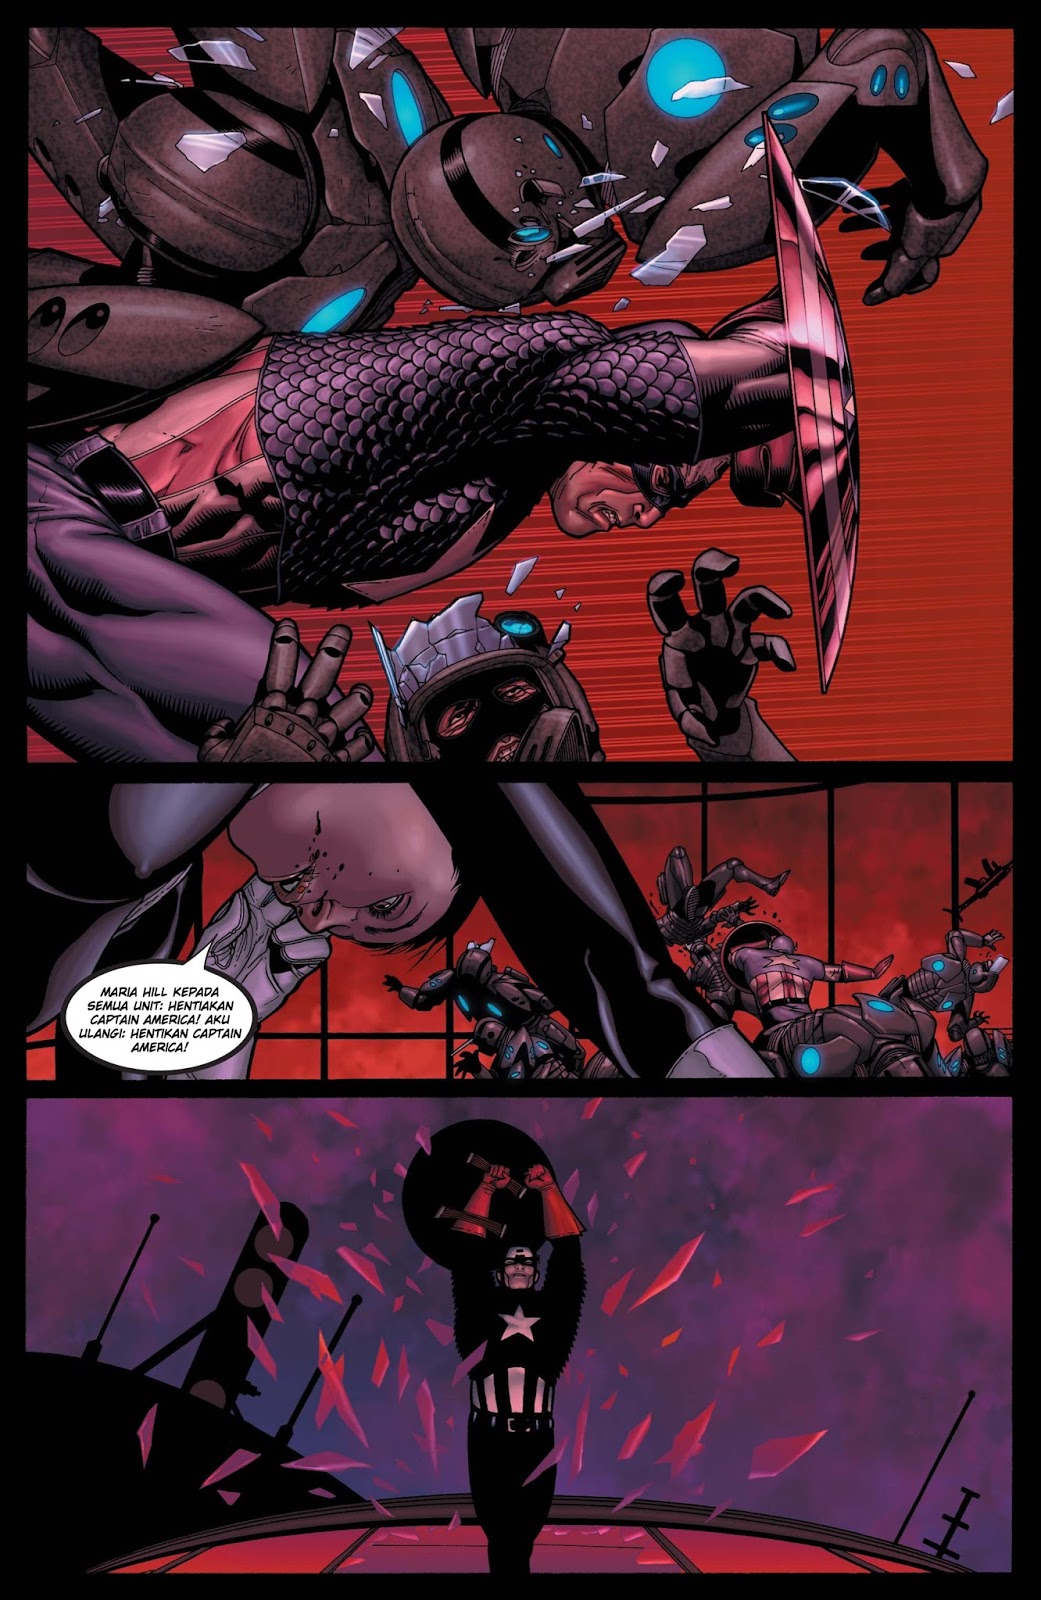 MARIA HILL KEPADA
SEMUA UNIT: HENTIAKAN
CAPTAIN AMERICA! AKU
ULANGI: HENTIKAN CAPTAIN
AMERICA!